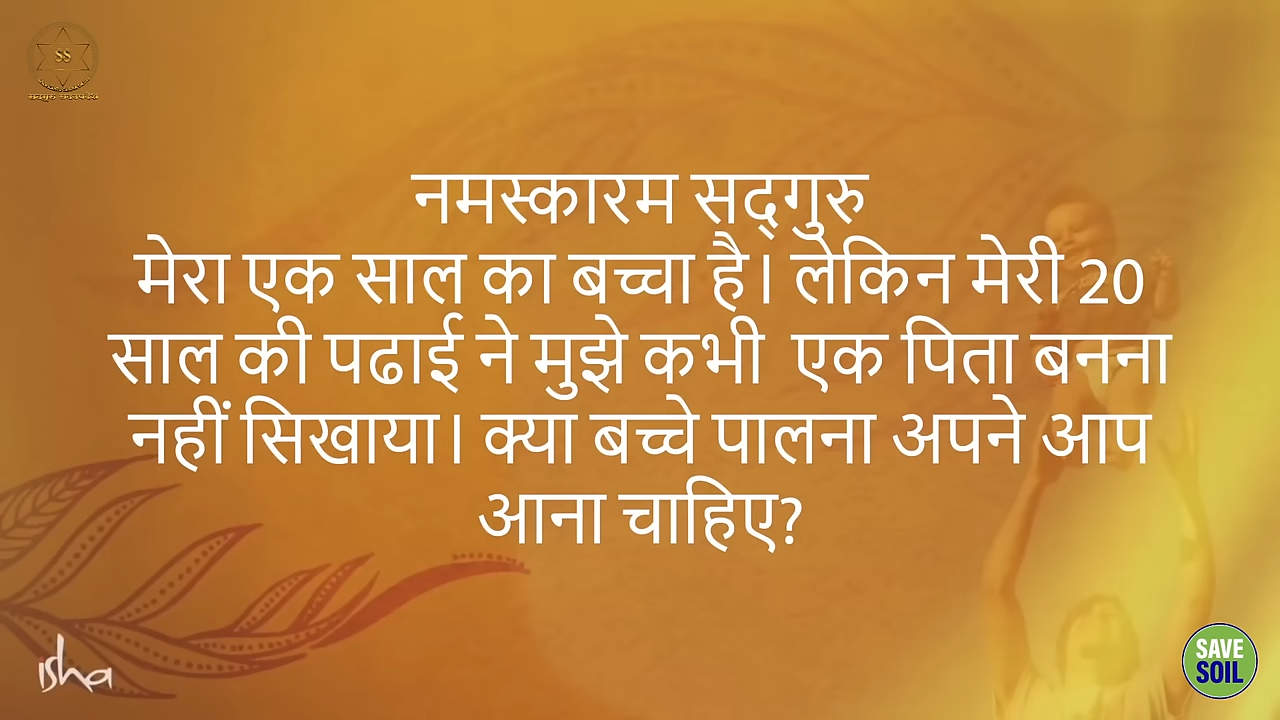 SS
नमस्कारम सद्गुरु
मेरा एक साल का बच्चा है। लेकिन मेरी 20
साल की पढाई ने मुझे कभी एक पिता बनना
नहीं सिखाया। क्या बच्चे पालना अपने आप
आना चाहिए?
isha
SAVE
SOIL